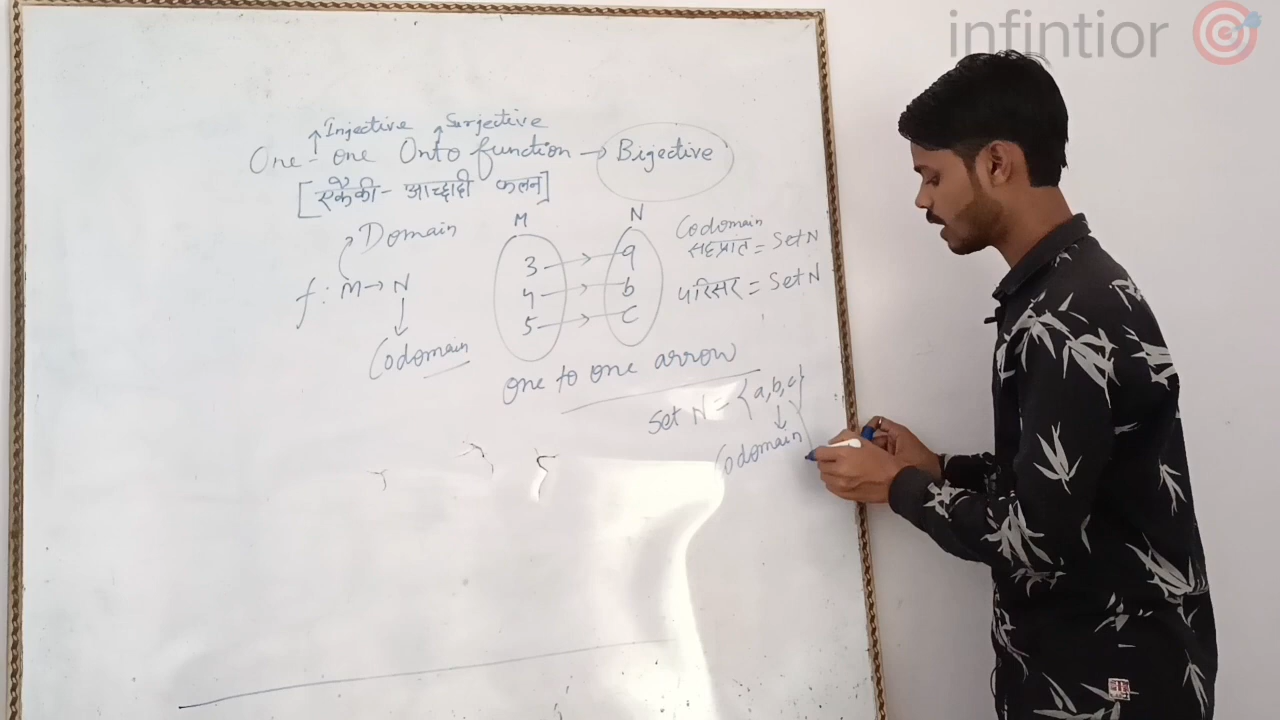 infintior
Injective Surjective
One-one Onto function → Bijective
[एकैकी- आच्छादी फलन]
Domain
f: M→N
Codomain
M N
3 a
4 b
5 c
Codomain
सहप्रांत = Set N
परिसर = Set N
one to one arrow
Set N = {a,b,c}
Codomain